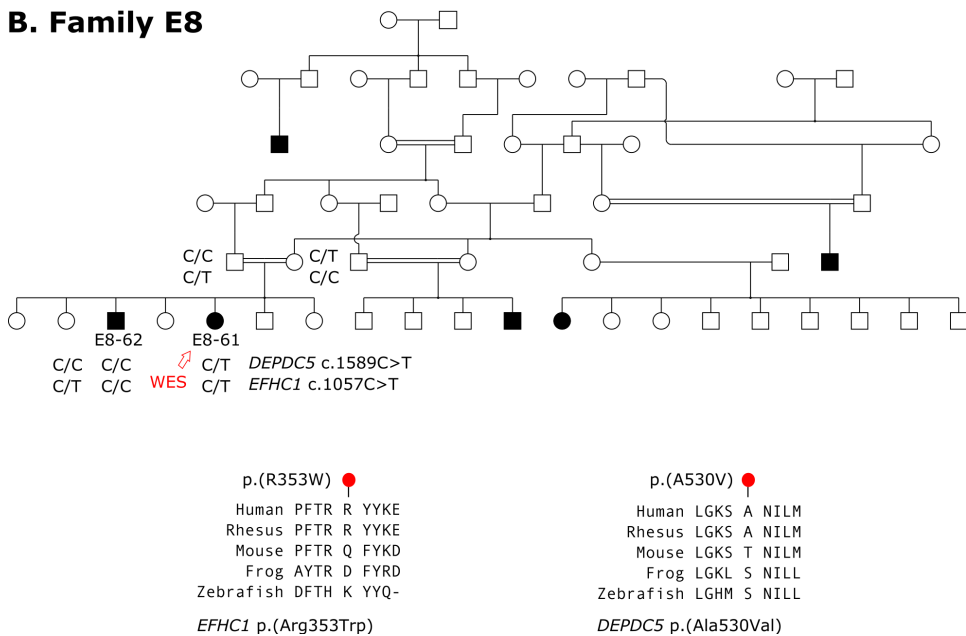 B. Family E8
C/C C/T
C/T C/C
E8-62 E8-61
C/C C/C C/T DEPDC5 c.1589C>T
C/T C/C WES C/T EFHC1 c.1057C>T
p.(R353W)
Human PFTR R YYKE
Rhesus PFTR R YYKE
Mouse PFTR Q FYKD
Frog AYTR D FYRD
Zebrafish DFTH K YYQ-
EFHC1 p.(Arg353Trp)
p.(A530V)
Human LGKS A NILM
Rhesus LGKS A NILM
Mouse LGKS T NILM
Frog LGKL S NILL
Zebrafish LGHM S NILL
DEPDC5 p.(Ala530Val)